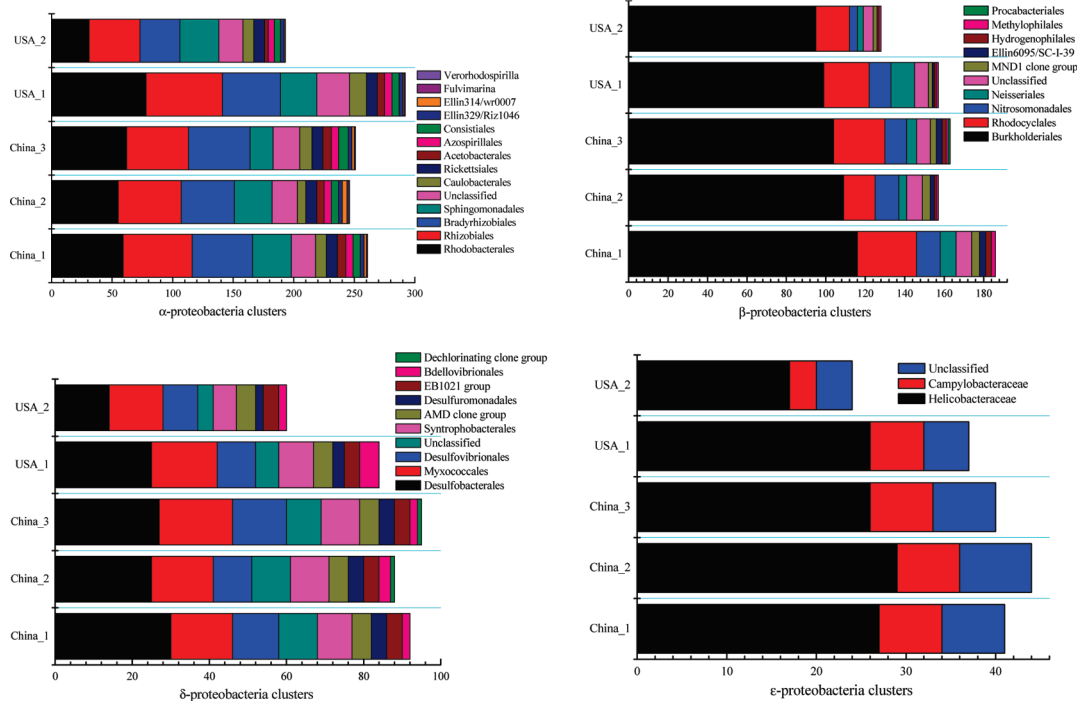 USA_2
USA_1
China_3
China_2
China_1
0 50 100 150 200 250 300
α-proteobacteria clusters
Verorhodospirilla
Fulvimarina
Ellin314/wr0007
Ellin329/Riz1046
Consistiales
Azospirillales
Acetobacterales
Rickettsiales
Caulobacterales
Unclassified
Sphingomonadales
Bradyrhizobiales
Rhizobiales
Rhodobacterales
USA_2
USA_1
China_3
China_2
China_1
0 20 40 60 80 100 120 140 160 180
β-proteobacteria clusters
Procabacteriales
Methylophilales
Hydrogenophilales
Ellin6095/SC-I-39
MND1 clone group
Unclassified
Neisseriales
Nitrosomonadales
Rhodocyclales
Burkholderiales
USA_2
USA_1
China_3
China_2
China_1
0 20 40 60 80 100
δ-proteobacteria clusters
Dechlorinating clone group
Bdellovibrionales
EB1021 group
Desulfuromonadales
AMD clone group
Syntrophobacterales
Unclassified
Desulfovibrionales
Myxococcales
Desulfobacterales
USA_2
USA_1
China_3
China_2
China_1
0 10 20 30 40
ε-proteobacteria clusters
Unclassified
Campylobacteraceae
Helicobacteraceae